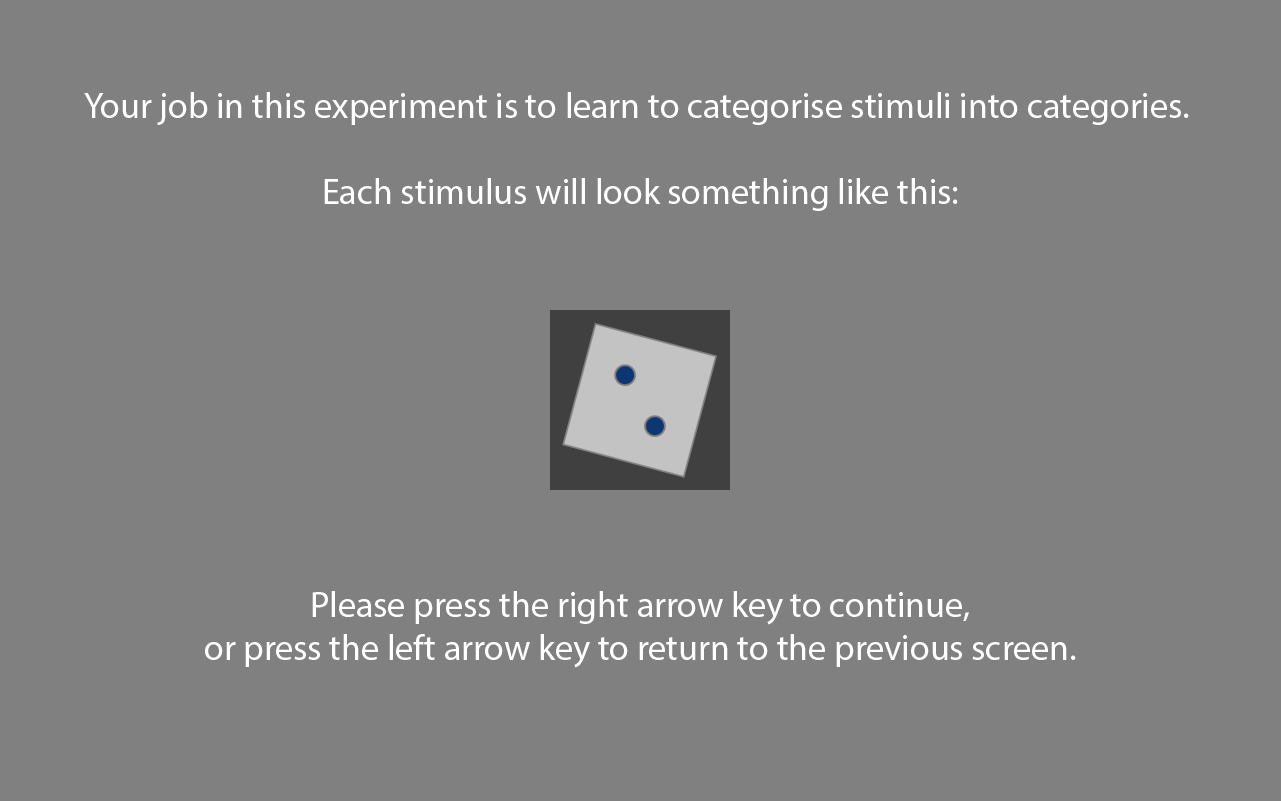 Your job in this experiment is to learn to categorise stimuli into categories.
Each stimulus will look something like this:
Please press the right arrow key to continue,
or press the left arrow key to return to the previous screen.